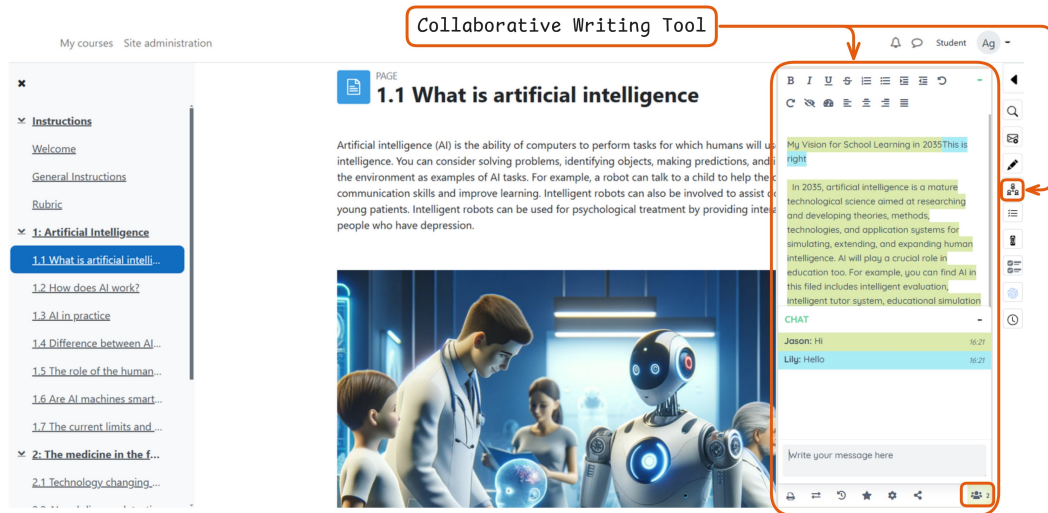 Collaborative Writing Tool
My courses Site administration
Student Ag
Instructions
Welcome
General Instructions
Rubric
1: Artificial Intelligence
1.1 What is artificial intelli...
1.2 How does AI work?
1.3 AI in practice
1.4 Difference between AI...
1.5 The role of the human...
1.6 Are AI machines smart...
1.7 The current limits and ...
2: The medicine in the f...
2.1 Technology changing ...
PAGE
1.1 What is artificial intelligence
Artificial intelligence (AI) is the ability of computers to perform tasks for which humans will us
intelligence. You can consider solving problems, identifying objects, making predictions, and i
the environment as examples of AI tasks. For example, a robot can talk to a child to help the c
communication skills and improve learning. Intelligent robots can also be involved to assist
young patients. Intelligent robots can be used for psychological treatment by providing intera
people who have depression.
B I U S
My Vision for School Learning in 2035This is
right
In 2035, artificial intelligence is a mature
technological science aimed at researching
and developing theories, methods,
technologies, and application systems for
simulating, extending, and expanding human
intelligence. AI will play a crucial role in
education too. For example, you can find AI in
this filed includes intelligent evaluation,
intelligent tutor system, educational simulation
CHAT
Jason: Hi 16:21
Lily: Hello 16:21
Write your message here
2